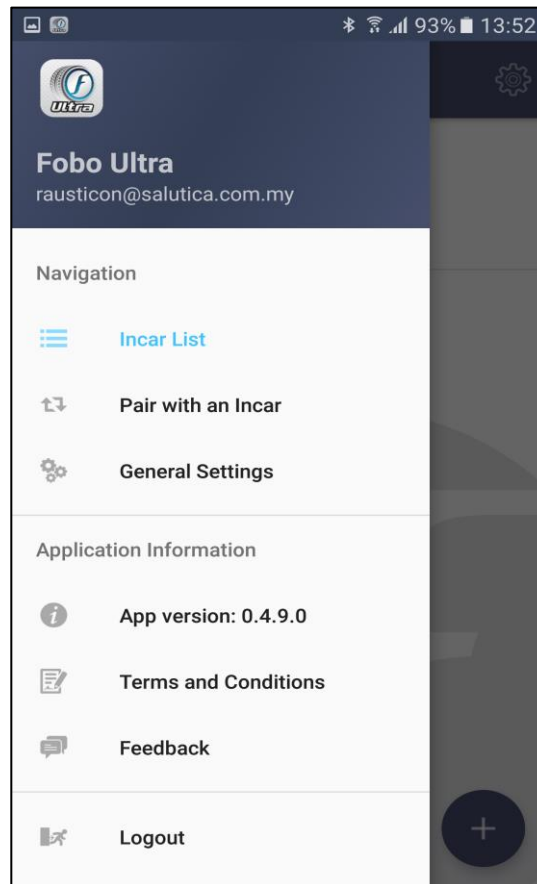 93% 13:52
Ultra
Fobo Ultra
rausticon@salutica.com.my
Navigation
Incar List
Pair with an Incar
General Settings
Application Information
App version: 0.4.9.0
Terms and Conditions
Feedback
Logout